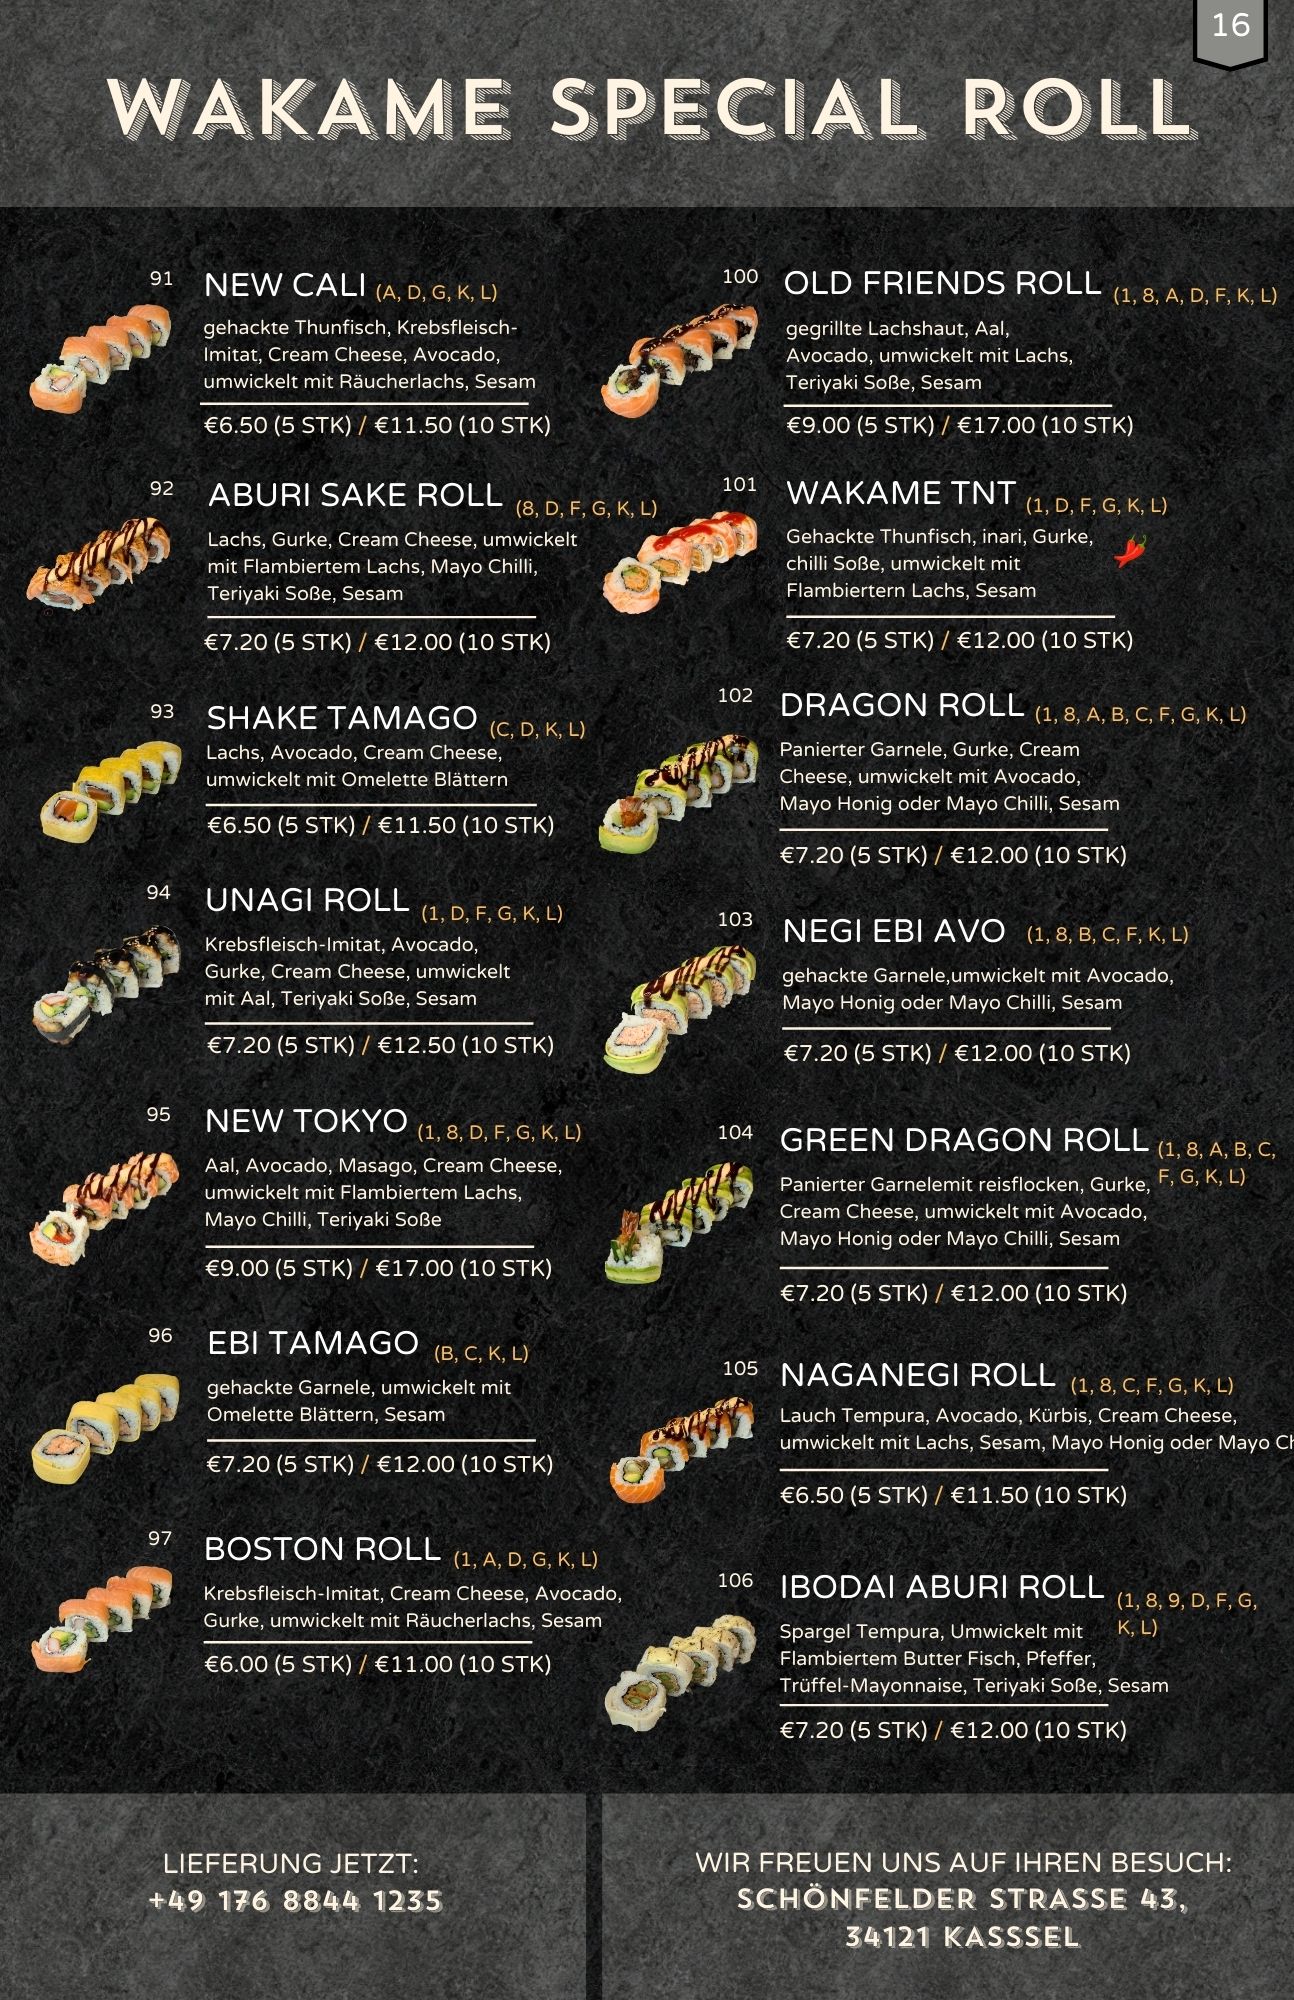 16
WAKAME SPECIAL ROLL
91
NEW CALI (A, D, G, K, L)
gehackte Thunfisch, Krebsfleisch-
Imitat, Cream Cheese, Avocado,
umwickelt mit Räucherlachs, Sesam
€6.50 (5 STK) / €11.50 (10 STK)
92
ABURI SAKE ROLL (8, D, F, G, K, L)
Lachs, Gurke, Cream Cheese, umwickelt
mit Flambiertem Lachs, Mayo Chilli,
Teriyaki Soße, Sesam
€7.20 (5 STK) / €12.00 (10 STK)
93
SHAKE TAMAGO (C, D, K, L)
Lachs, Avocado, Cream Cheese,
umwickelt mit Omelette Blättern
€6.50 (5 STK) / €11.50 (10 STK)
94
UNAGI ROLL (1, D, F, G, K, L)
Krebsfleisch-Imitat, Avocado,
Gurke, Cream Cheese, umwickelt
mit Aal, Teriyaki Soße, Sesam
€7.20 (5 STK) / €12.50 (10 STK)
95
NEW TOKYO (1, 8, D, F, G, K, L)
Aal, Avocado, Masago, Cream Cheese,
umwickelt mit Flambiertem Lachs,
Mayo Chilli, Teriyaki Soße
€9.00 (5 STK) / €17.00 (10 STK)
96
EBI TAMAGO (B, C, K, L)
gehackte Garnele, umwickelt mit
Omelette Blättern, Sesam
€7.20 (5 STK) / €12.00 (10 STK)
97
BOSTON ROLL (1, A, D, G, K, L)
Krebsfleisch-Imitat, Cream Cheese, Avocado,
Gurke, umwickelt mit Räucherlachs, Sesam
€6.00 (5 STK) / €11.00 (10 STK)
100
OLD FRIENDS ROLL (1, 8, A, D, F, K, L)
gegrillte Lachshaut, Aal,
Avocado, umwickelt mit Lachs,
Teriyaki Soße, Sesam
€9.00 (5 STK) / €17.00 (10 STK)
101
WAKAME TNT (1, D, F, G, K, L)
Gehackte Thunfisch, inari, Gurke,
chilli Soße, umwickelt mit
Flambiertern Lachs, Sesam
€7.20 (5 STK) / €12.00 (10 STK)
102
DRAGON ROLL (1, 8, A, B, C, F, G, K, L)
Panierter Garnele, Gurke, Cream
Cheese, umwickelt mit Avocado,
Mayo Honig oder Mayo Chilli, Sesam
€7.20 (5 STK) / €12.00 (10 STK)
103
NEGI EBI AVO (1, 8, B, C, F, K, L)
gehackte Garnele,umwickelt mit Avocado,
Mayo Honig oder Mayo Chilli, Sesam
€7.20 (5 STK) / €12.00 (10 STK)
104
GREEN DRAGON ROLL (1, 8, A, B, C,
F, G, K, L)
Panierter Garnelemit reisflocken, Gurke,
Cream Cheese, umwickelt mit Avocado,
Mayo Honig oder Mayo Chilli, Sesam
€7.20 (5 STK) / €12.00 (10 STK)
105
NAGANEGI ROLL (1, 8, C, F, G, K, L)
Lauch Tempura, Avocado, Kürbis, Cream Cheese,
umwickelt mit Lachs, Sesam, Mayo Honig oder Mayo
€6.50 (5 STK) / €11.50 (10 STK)
106
IBODAI ABURI ROLL (1, 8, 9, D, F, G,
K, L)
Spargel Tempura, Umwickelt mit
Flambiertem Butter Fisch, Pfeffer,
Trüffel-Mayonnaise, Teriyaki Soße, Sesam
€7.20 (5 STK) / €12.00 (10 STK)
LIEFERUNG JETZT:
+49 176 8844 1235
WIR FREUEN UNS AUF IHREN BESUCH:
SCHÖNFELDER STRASSE 43,
34121 KASSSEL